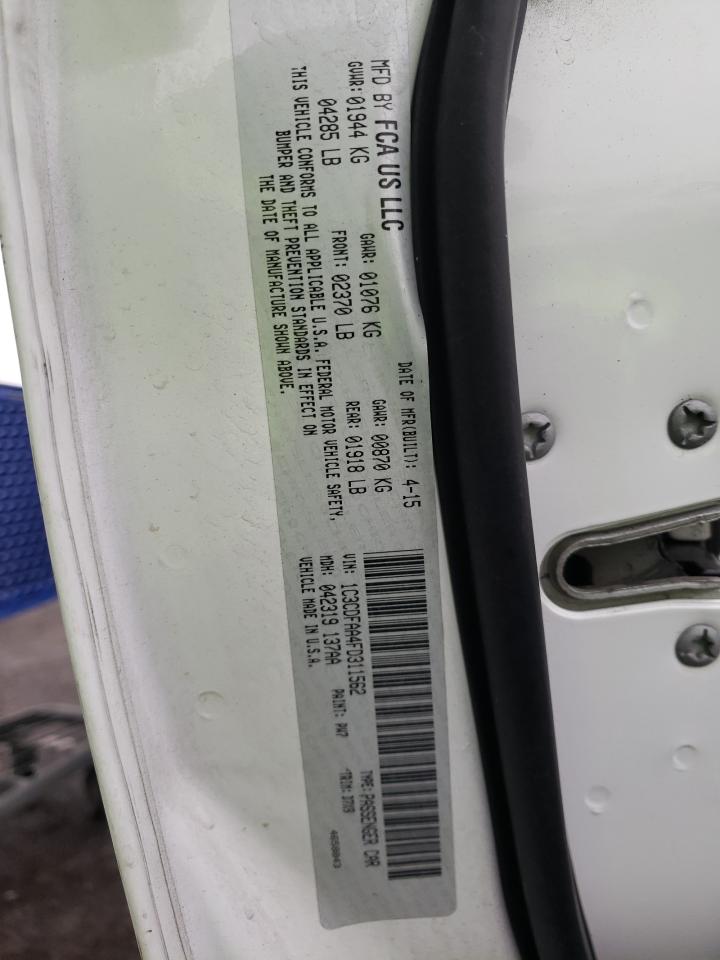 MFD BY FCA US LLC
DATE OF MFR(BUILT): 4-15
GVWR: 01944 KG
GAWR: 01076 KG
GAWR: 00870 KG
04285 LB
FRONT: 02370 LB
REAR: 01918 LB
THIS VEHICLE CONFORMS TO ALL APPLICABLE U.S.A. FEDERAL MOTOR VEHICLE SAFETY,
BUMPER AND THEFT PREVENTION STANDARDS IN EFFECT ON
THE DATE OF MANUFACTURE SHOWN ABOVE.
VIN: 1C3CDFAA4FD311562
TYPE: PASSENGER CAR
MDH: 042319 137AA
PAINT: PW7
VEHICLE MADE IN U.S.A.